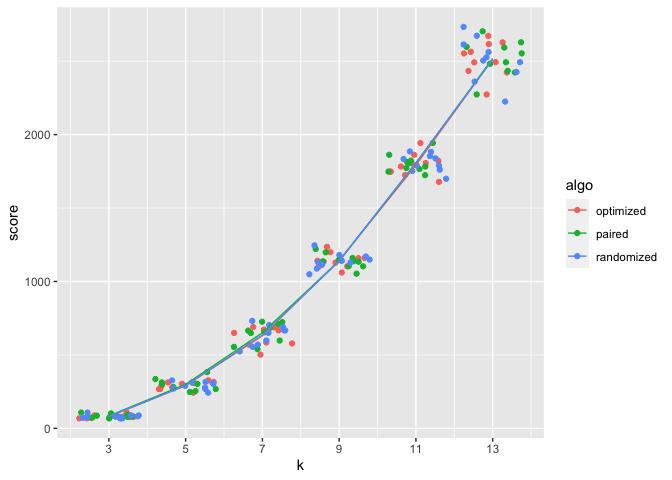 2000
1000
0
score
3 5 7 9 11 13
k
algo
optimized
paired
randomized